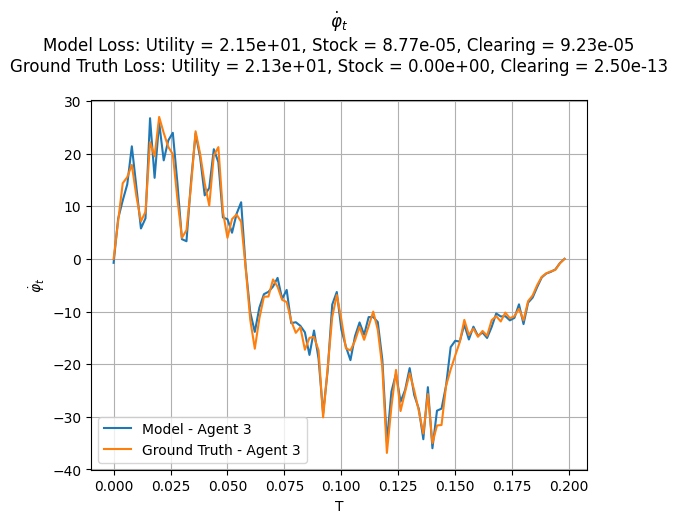 φ̇ₜ
Model Loss: Utility = 2.15e+01, Stock = 8.77e-05, Clearing = 9.23e-05
Ground Truth Loss: Utility = 2.13e+01, Stock = 0.00e+00, Clearing = 2.50e-13
30
20
10
0
−10
−20
−30
−40
φ̇ₜ
Model - Agent 3
Ground Truth - Agent 3
0.000 0.025 0.050 0.075 0.100 0.125 0.150 0.175 0.200
T